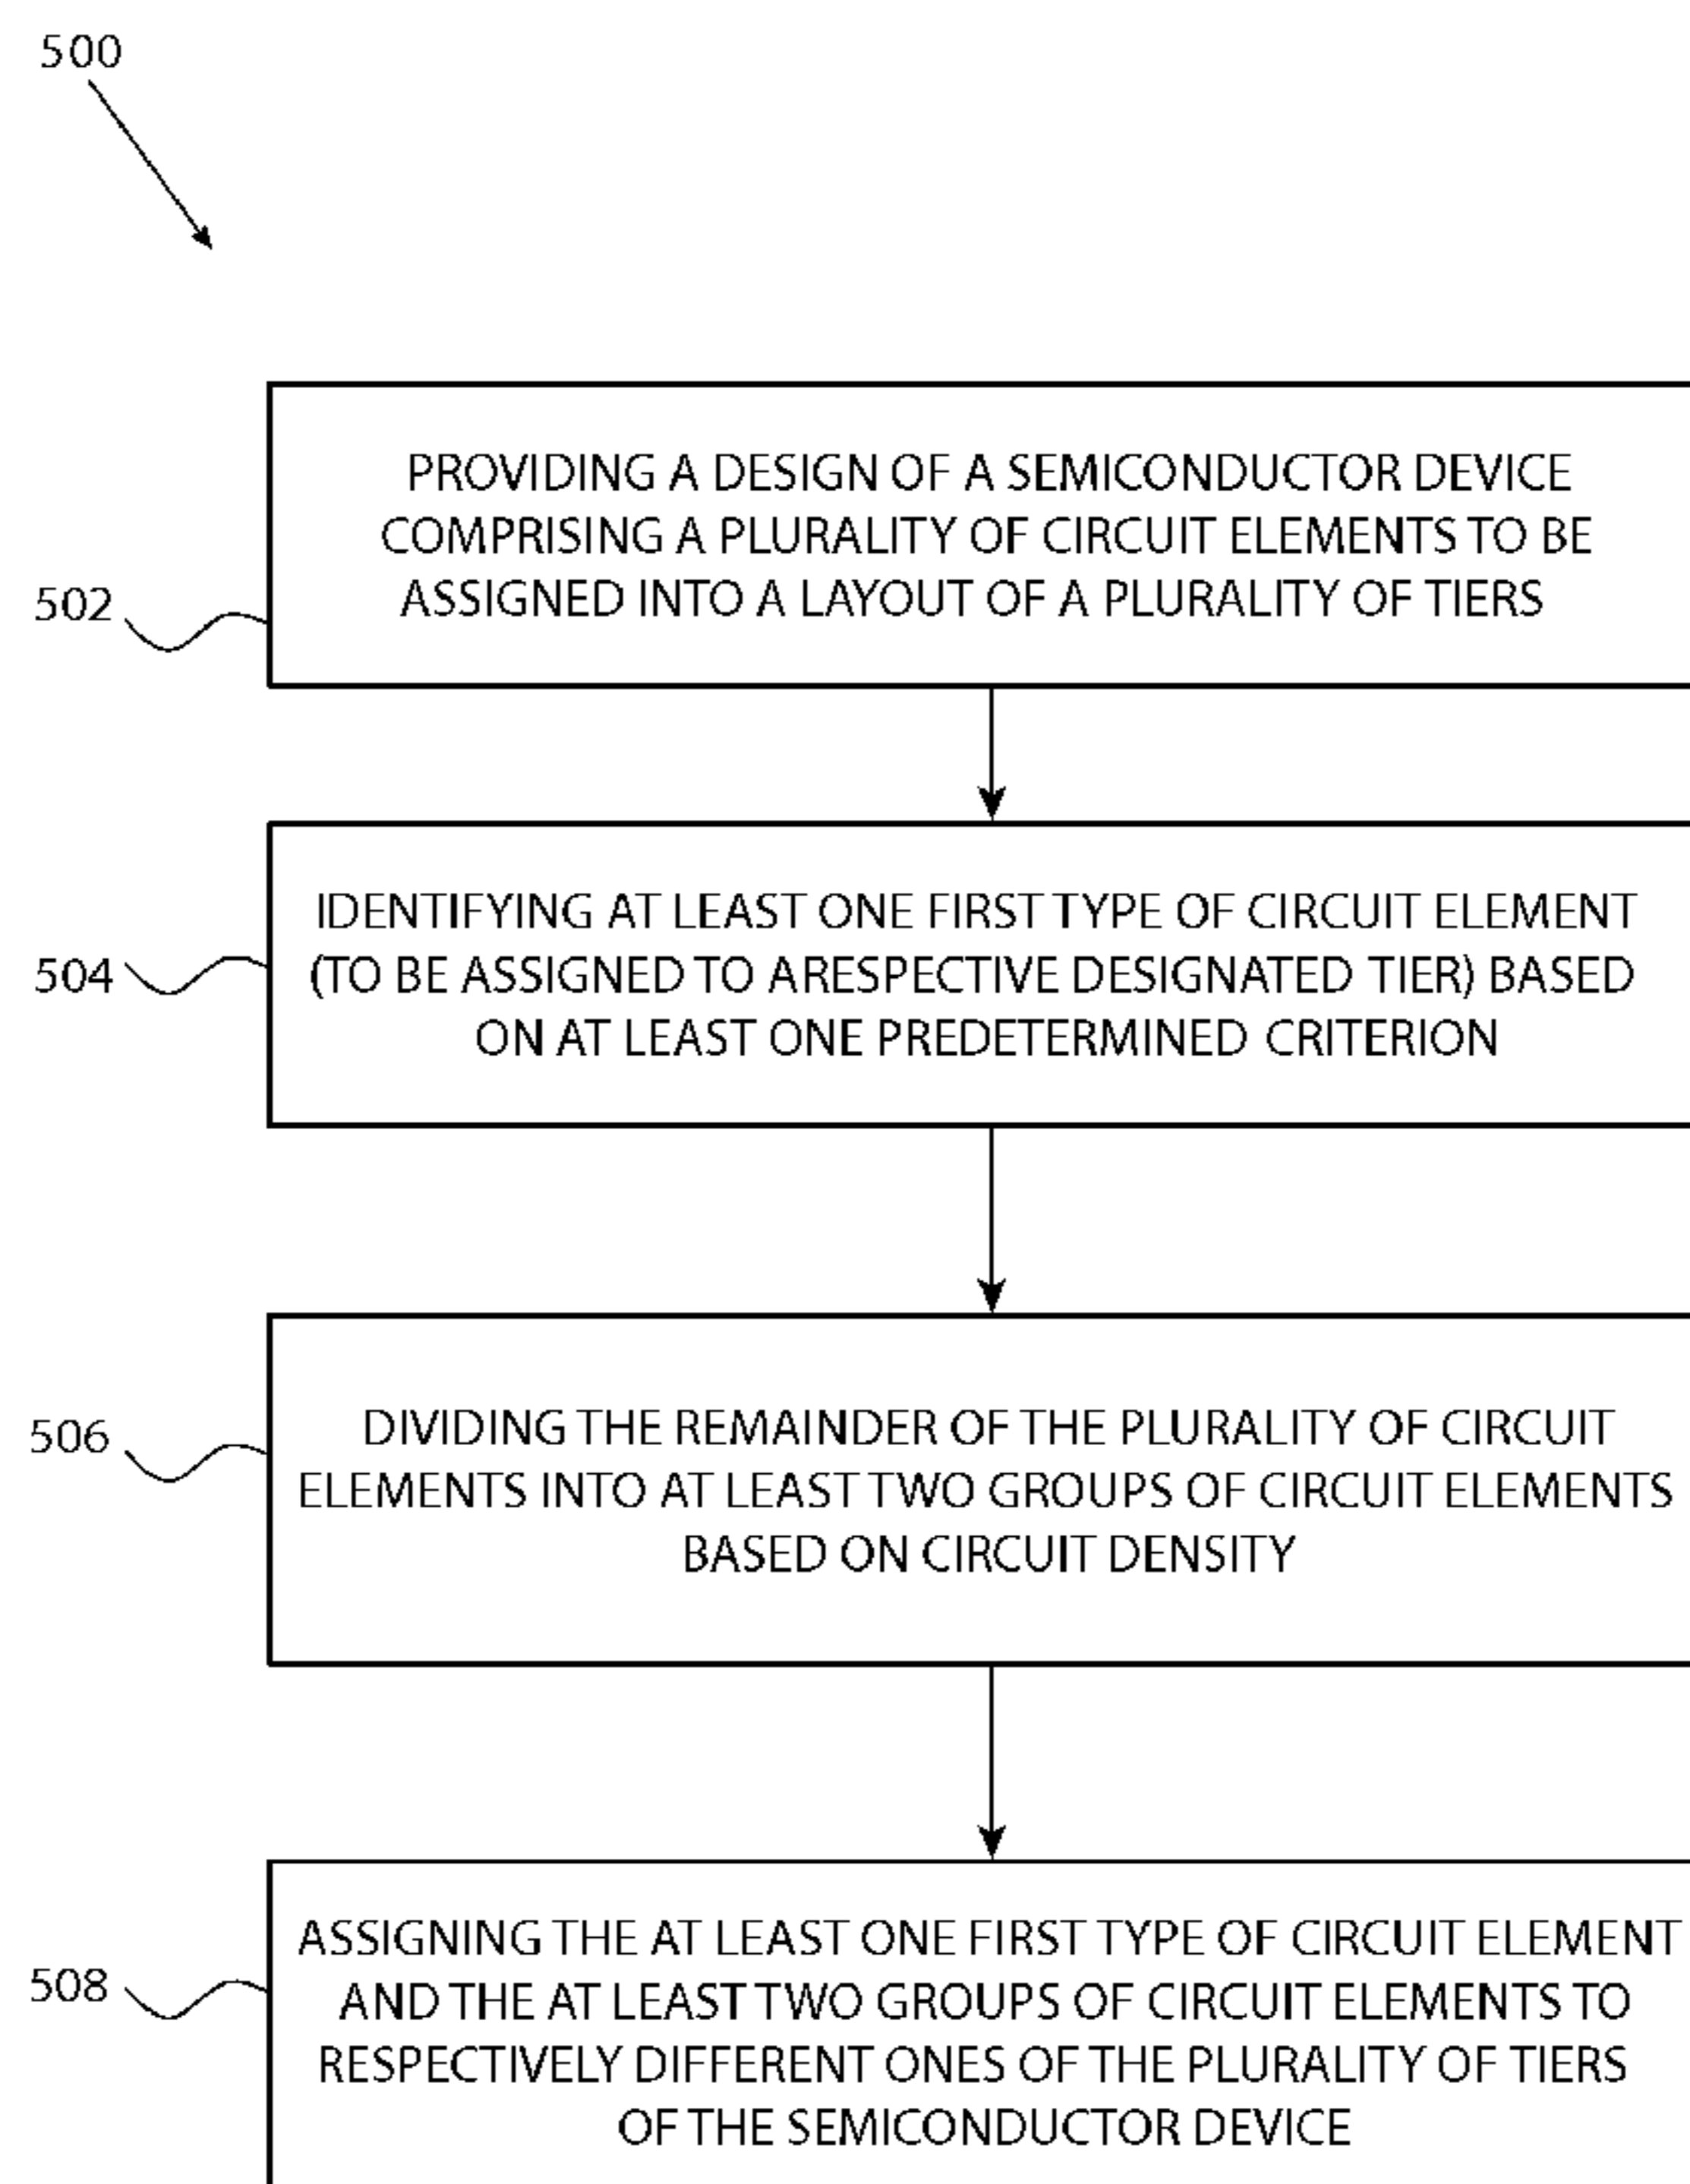 500
PROVIDING A DESIGN OF A SEMICONDUCTOR DEVICE
COMPRISING A PLURALITY OF CIRCUIT ELEMENTS TO BE
ASSIGNED INTO A LAYOUT OF A PLURALITY OF TIERS
502
IDENTIFYING AT LEAST ONE FIRST TYPE OF CIRCUIT ELEMENT
(TO BE ASSIGNED TO ARESPECTIVE DESIGNATED TIER) BASED
ON AT LEAST ONE PREDETERMINED CRITERION
504
DIVIDING THE REMAINDER OF THE PLURALITY OF CIRCUIT
ELEMENTS INTO AT LEAST TWO GROUPS OF CIRCUIT ELEMENTS
BASED ON CIRCUIT DENSITY
506
ASSIGNING THE AT LEAST ONE FIRST TYPE OF CIRCUIT ELEMENT
AND THE AT LEAST TWO GROUPS OF CIRCUIT ELEMENTS TO
RESPECTIVELY DIFFERENT ONES OF THE PLURALITY OF TIERS
OF THE SEMICONDUCTOR DEVICE
508